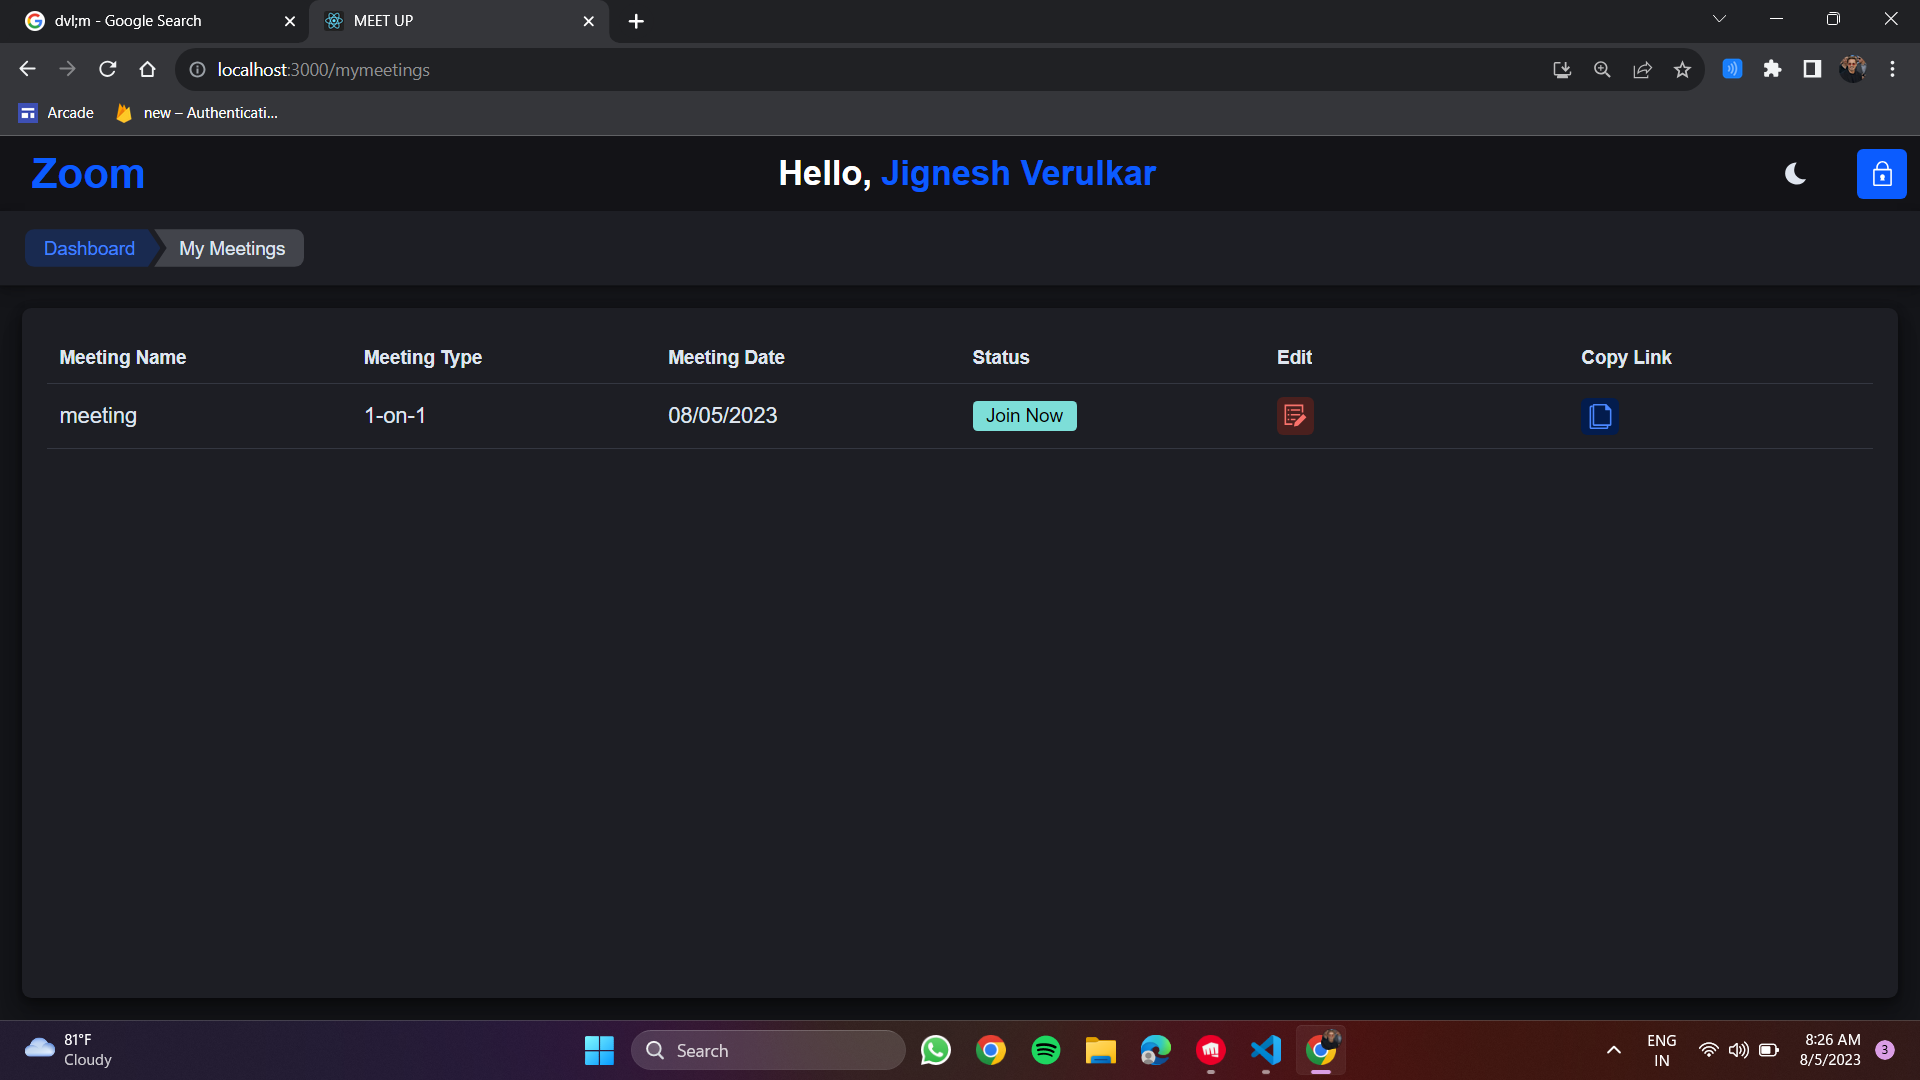 dvl;m - Google Search
MEET UP
localhost:3000/mymeetings
Arcade
new – Authenticati...
Zoom
Hello, Jignesh Verulkar
Dashboard
My Meetings
Meeting Name Meeting Type Meeting Date Status Edit Copy Link
meeting 1-on-1 08/05/2023 Join Now
81°F
Cloudy
Search
ENG
IN
8:26 AM
8/5/2023
3